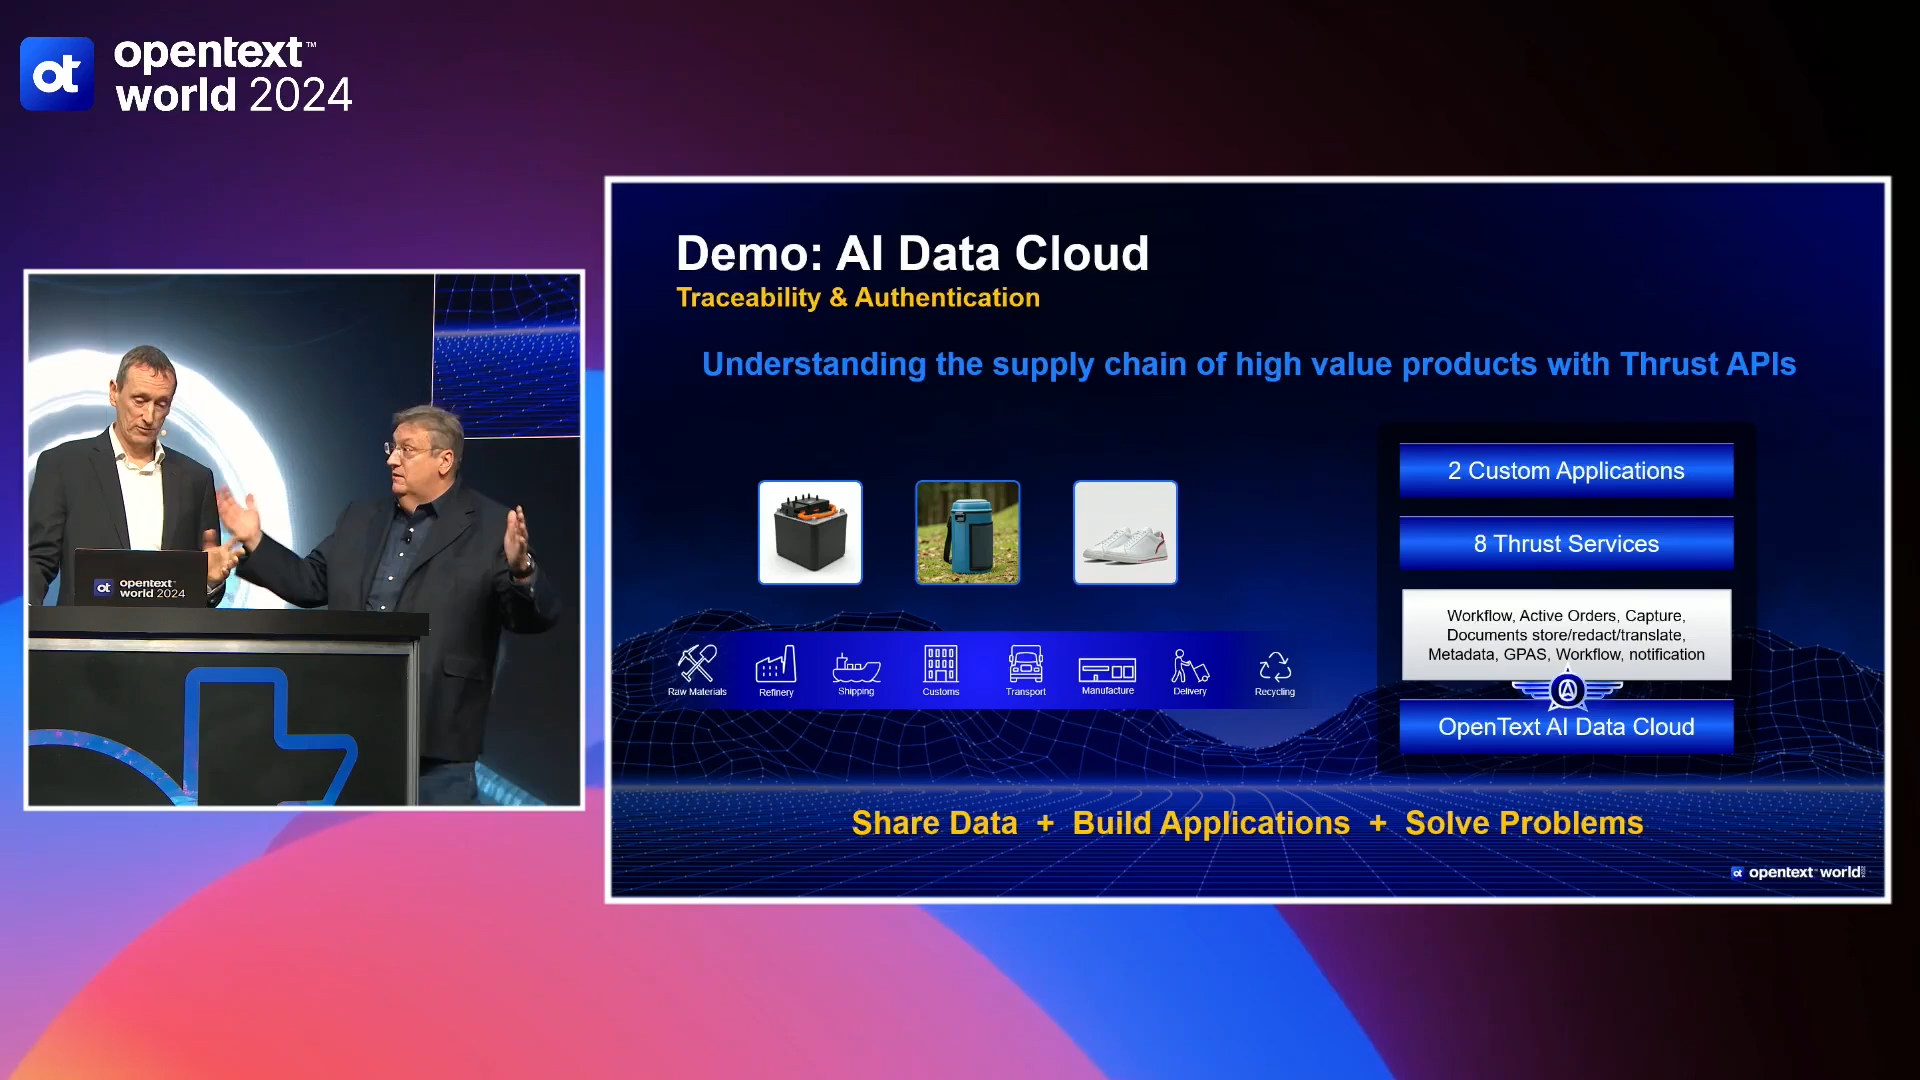 opentext™
world 2024
opentext™
world 2024
Demo: AI Data Cloud
Traceability & Authentication
Understanding the supply chain of high value products with Thrust APIs
2 Custom Applications
8 Thrust Services
Workflow, Active Orders, Capture,
Documents store/redact/translate,
Metadata, GPAS, Workflow, notification
OpenText AI Data Cloud
Raw Materials
Refinery
Shipping
Customs
Transport
Manufacture
Delivery
Recycling
Share Data + Build Applications + Solve Problems
opentext™ world